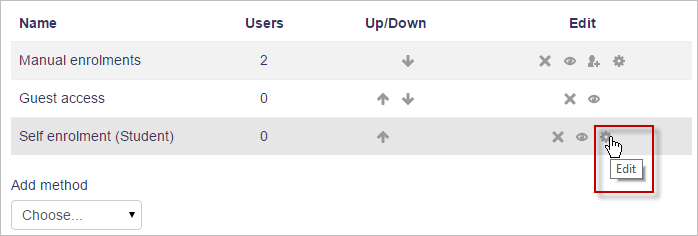 Name Users Up/Down Edit
Manual enrolments 2
Guest access 0
Self enrolment (Student) 0
Edit
Add method
Choose...